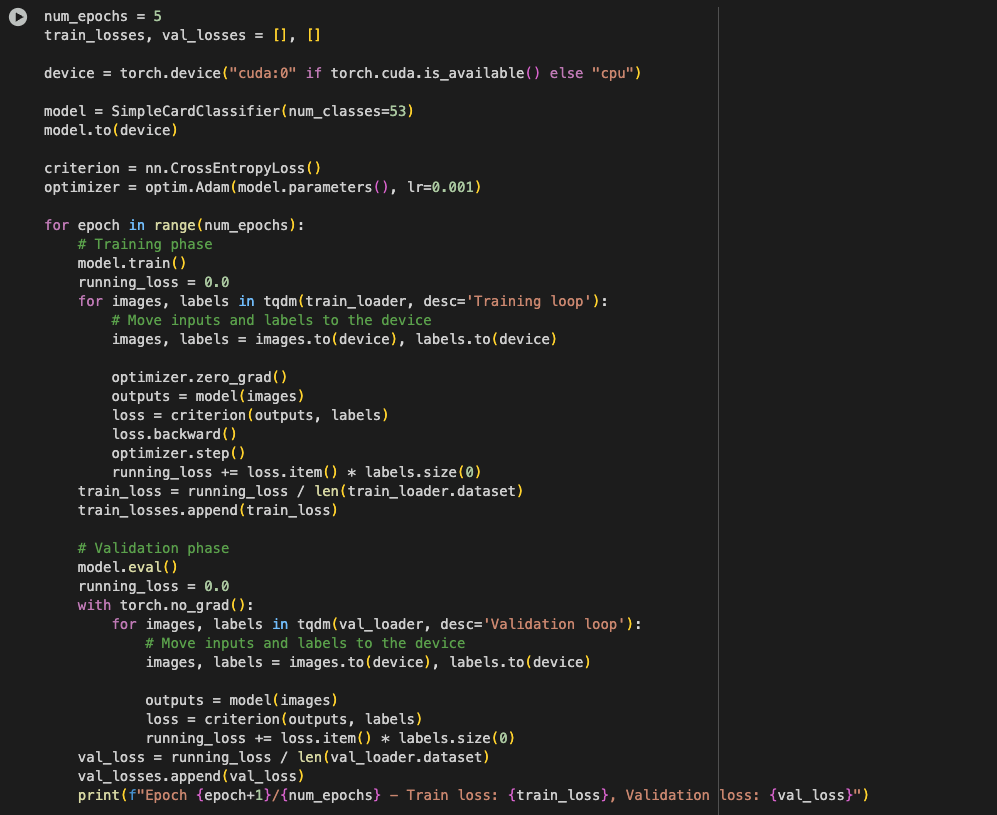 num_epochs = 5
train_losses, val_losses = [], []

device = torch.device("cuda:0" if torch.cuda.is_available() else "cpu")

model = SimpleCardClassifier(num_classes=53)
model.to(device)

criterion = nn.CrossEntropyLoss()
optimizer = optim.Adam(model.parameters(), lr=0.001)

for epoch in range(num_epochs):
    # Training phase
    model.train()
    running_loss = 0.0
    for images, labels in tqdm(train_loader, desc='Training loop'):
        # Move inputs and labels to the device
        images, labels = images.to(device), labels.to(device)

        optimizer.zero_grad()
        outputs = model(images)
        loss = criterion(outputs, labels)
        loss.backward()
        optimizer.step()
        running_loss += loss.item() * labels.size(0)
    train_loss = running_loss / len(train_loader.dataset)
    train_losses.append(train_loss)

    # Validation phase
    model.eval()
    running_loss = 0.0
    with torch.no_grad():
        for images, labels in tqdm(val_loader, desc='Validation loop'):
            # Move inputs and labels to the device
            images, labels = images.to(device), labels.to(device)

            outputs = model(images)
            loss = criterion(outputs, labels)
            running_loss += loss.item() * labels.size(0)
    val_loss = running_loss / len(val_loader.dataset)
    val_losses.append(val_loss)
    print(f"Epoch {epoch+1}/{num_epochs} - Train loss: {train_loss}, Validation loss: {val_loss}")